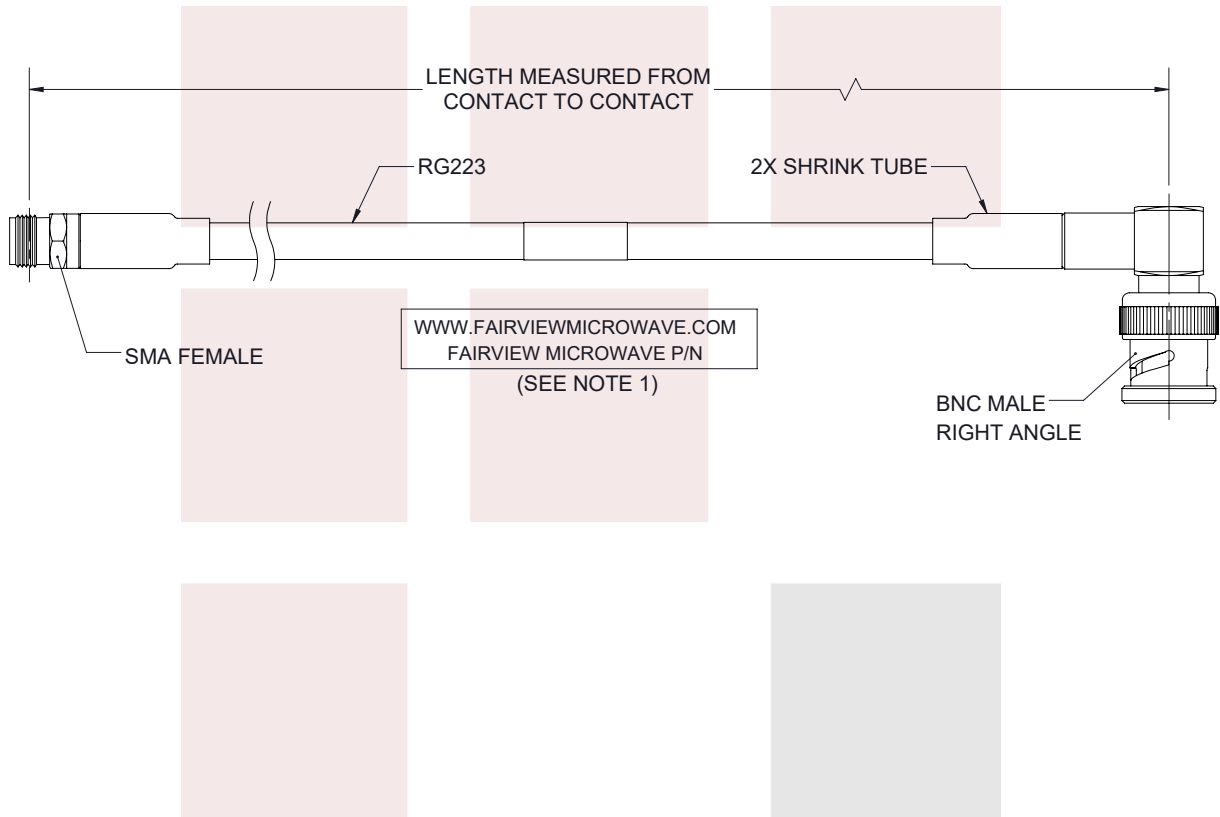 LENGTH MEASURED FROM
CONTACT TO CONTACT
RG223
2X SHRINK TUBE
SMA FEMALE
WWW.FAIRVIEWMICROWAVE.COM
FAIRVIEW MICROWAVE P/N
(SEE NOTE 1)
BNC MALE
RIGHT ANGLE